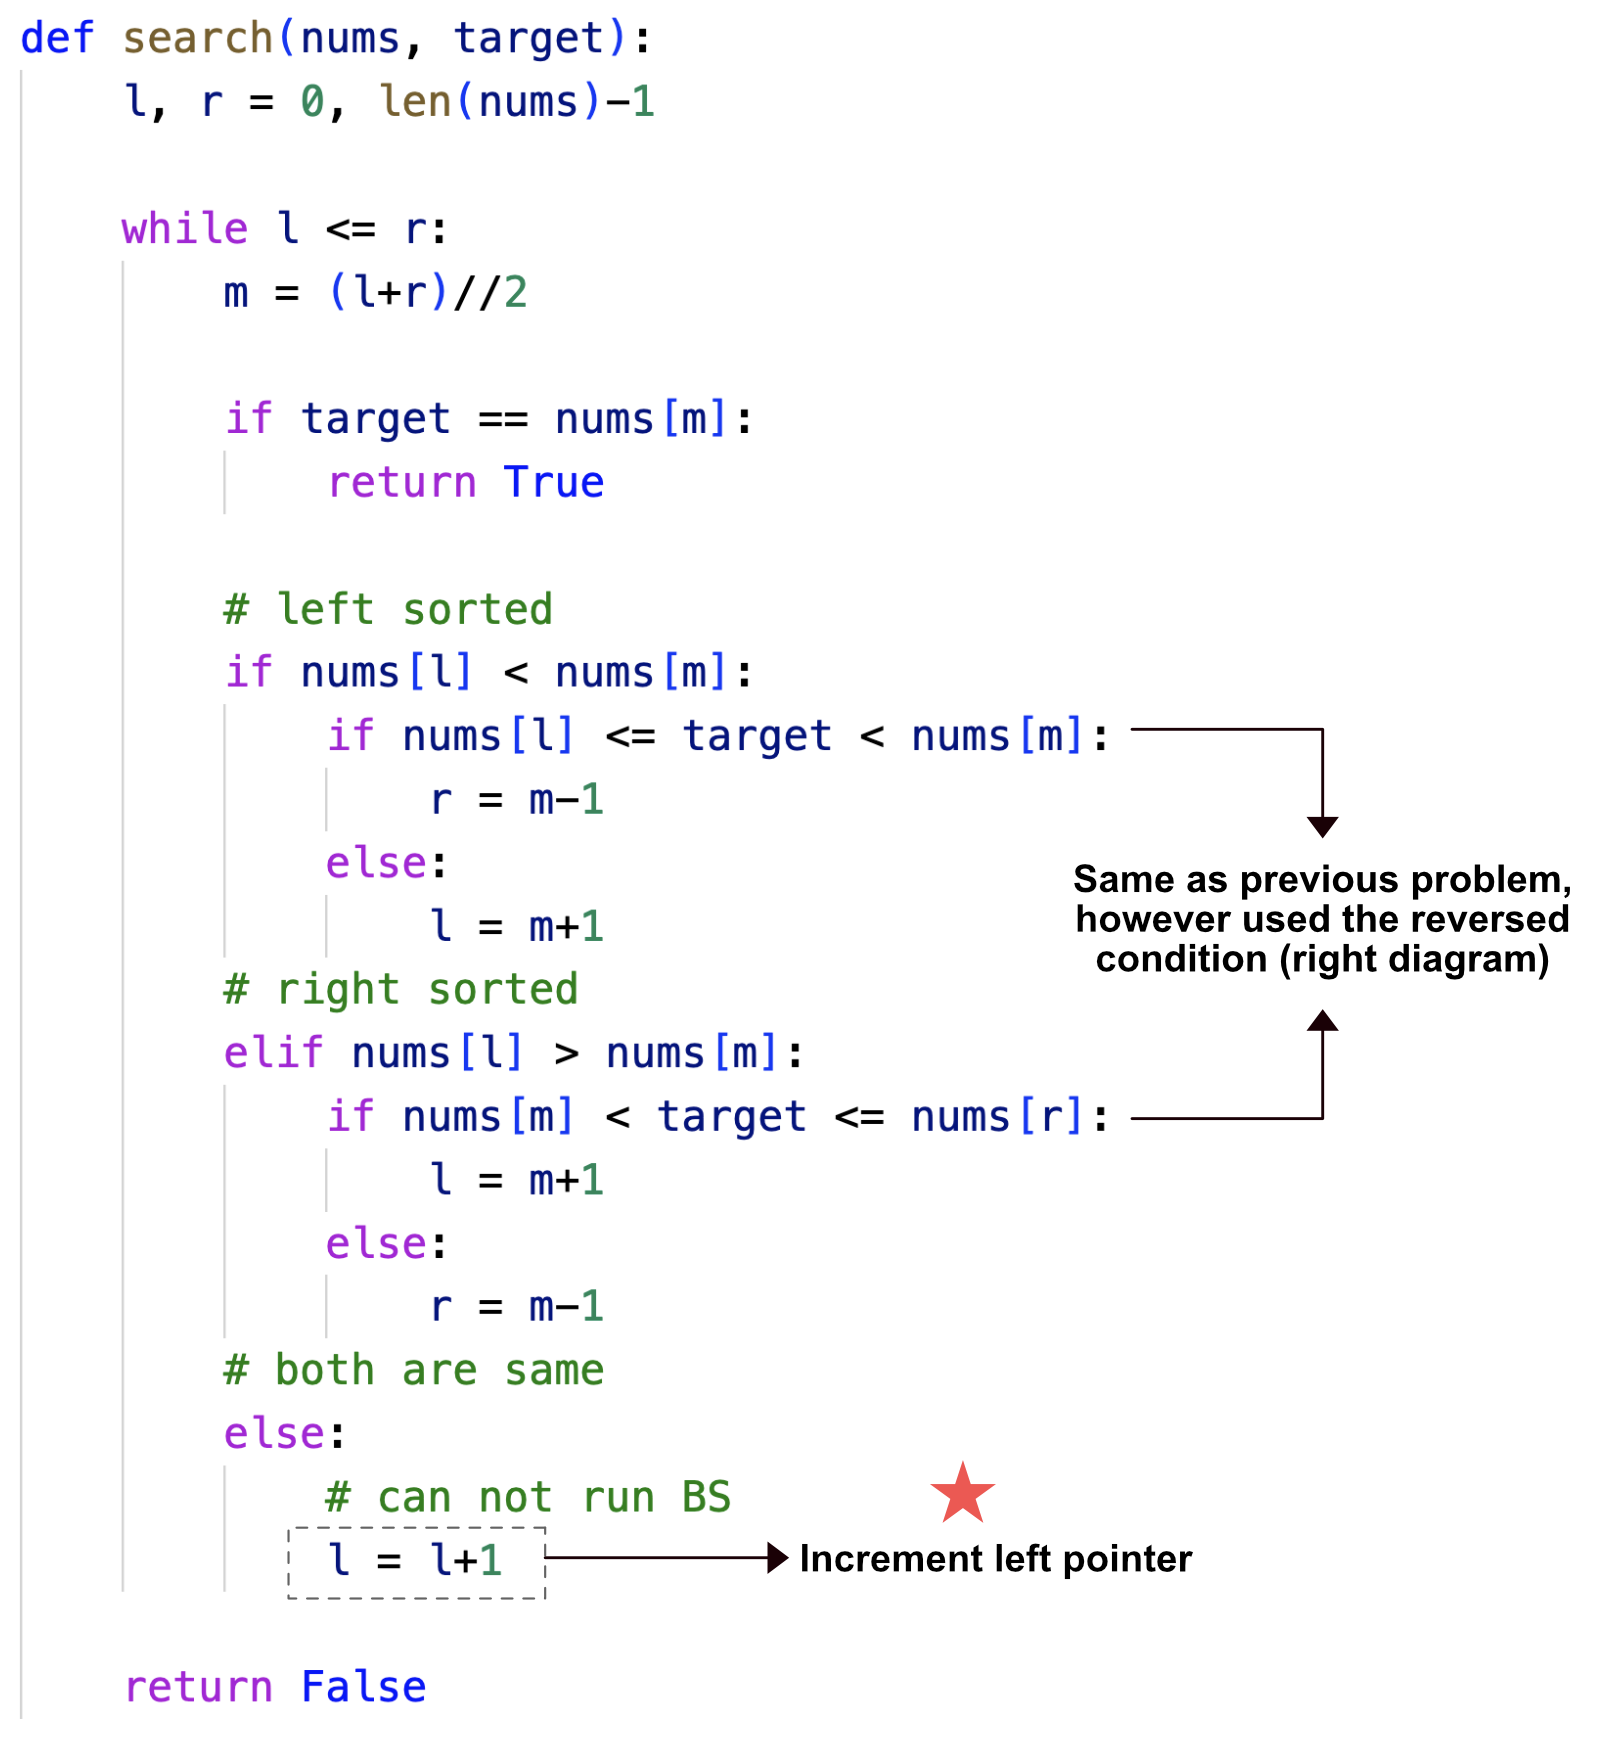 def search(nums, target):
    l, r = 0, len(nums)-1
    while l <= r:
        m = (l+r)//2
        if target == nums[m]:
            return True
        # left sorted
        if nums[l] < nums[m]:
            if nums[l] <= target < nums[m]:
                r = m-1
            else:
                l = m+1
        # right sorted
        elif nums[l] > nums[m]:
            if nums[m] < target <= nums[r]:
                l = m+1
            else:
                r = m-1
        # both are same
        else:
            # can not run BS
            l = l+1
    return False
Same as previous problem,
however used the reversed
condition (right diagram)
Increment left pointer